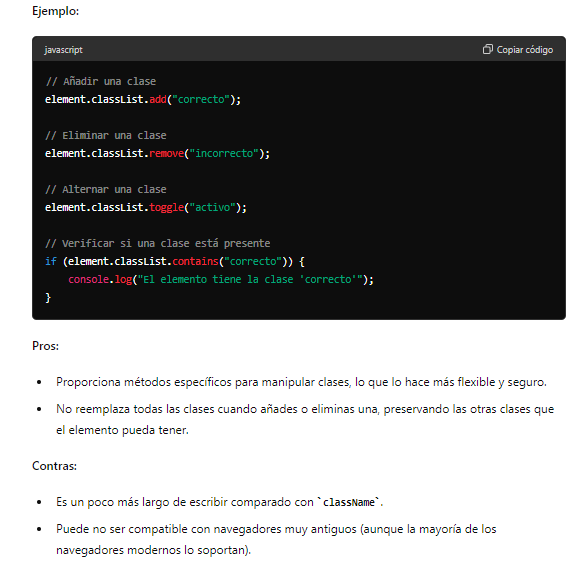 Ejemplo:
javascript
Copiar código
// Añadir una clase
element.classList.add("correcto");
// Eliminar una clase
element.classList.remove("incorrecto");
// Alternar una clase
element.classList.toggle("activo");
// Verificar si una clase está presente
if (element.classList.contains("correcto")) {
    console.log("El elemento tiene la clase 'correcto'");
}
Pros:
• Proporciona métodos específicos para manipular clases, lo que lo hace más flexible y seguro.
• No reemplaza todas las clases cuando añades o eliminas una, preservando las otras clases que
el elemento pueda tener.
Contras:
• Es un poco más largo de escribir comparado con `className`.
• Puede no ser compatible con navegadores muy antiguos (aunque la mayoría de los
navegadores modernos lo soportan).